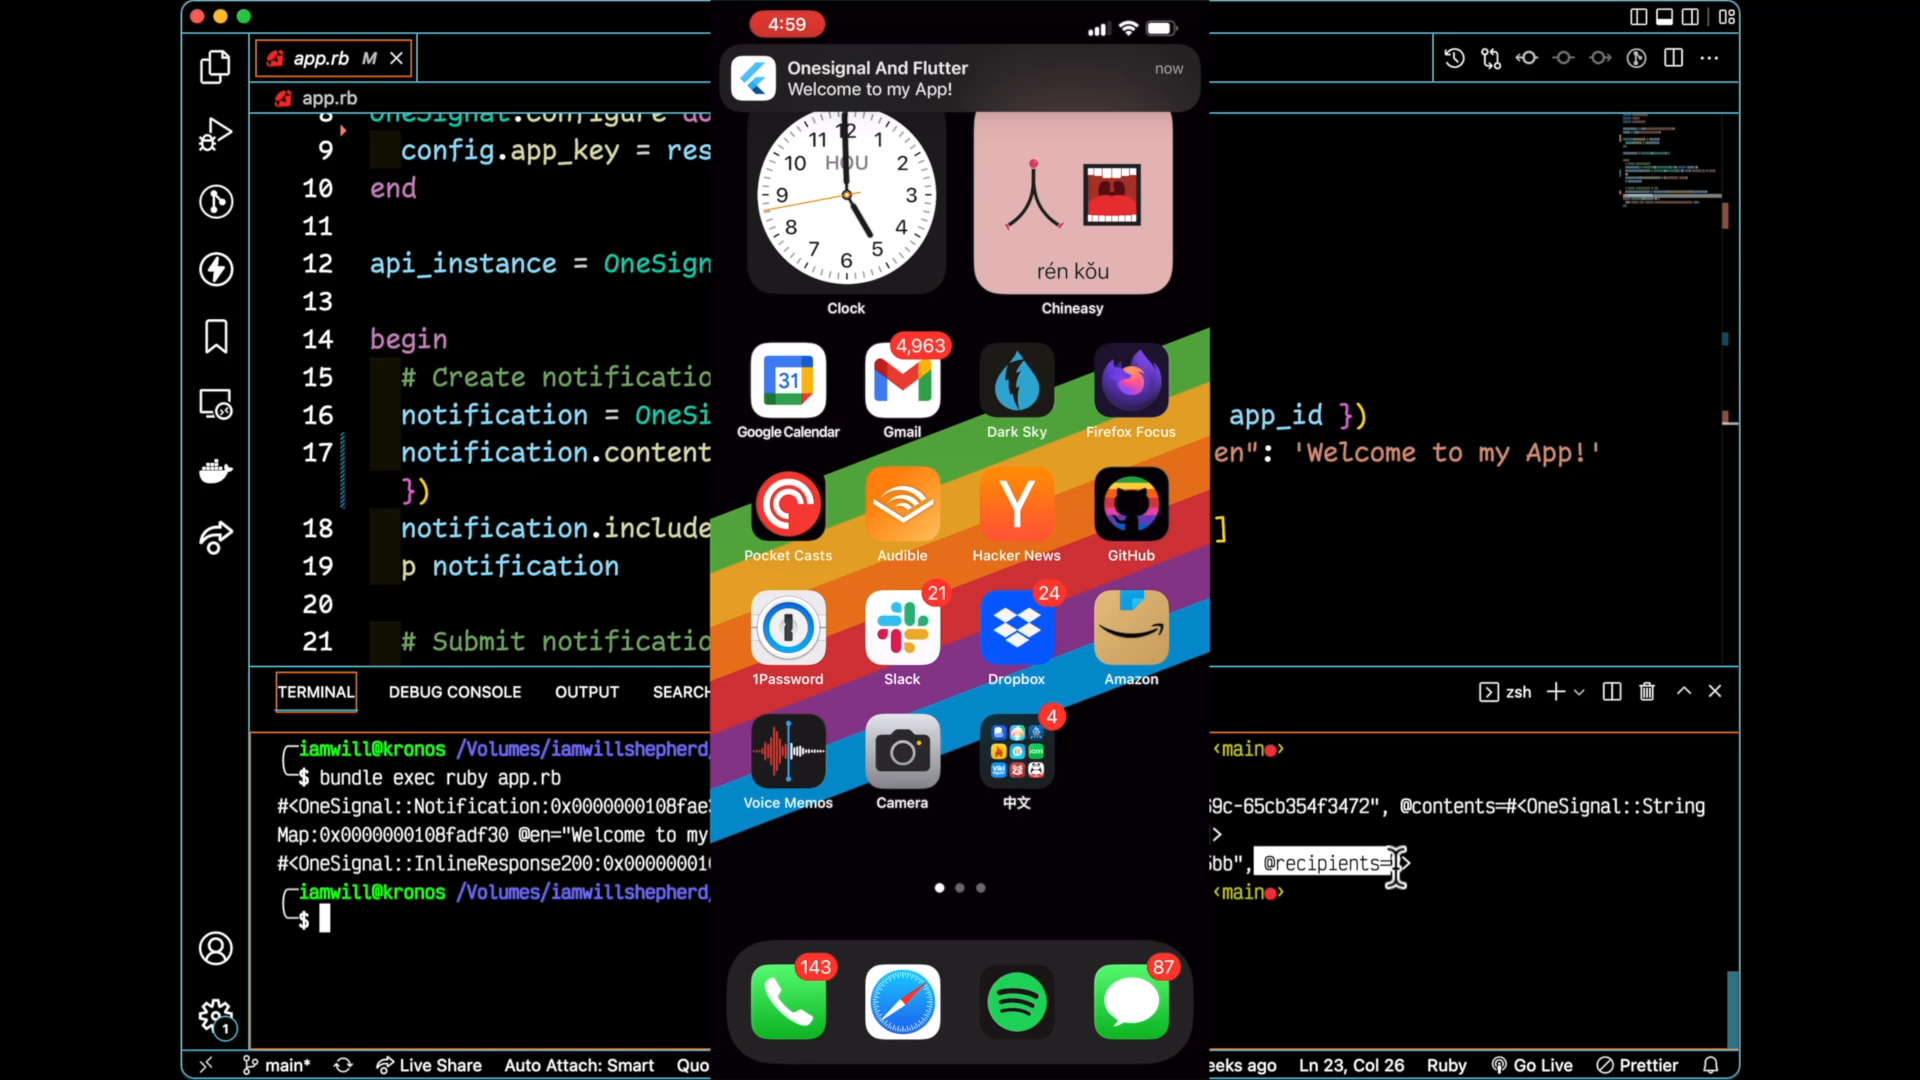 app.rb M
app.rb
8 OneSignal.configure do
9 config.app_key = res
10 end
11
12 api_instance = OneSign
13
14 begin
15 # Create notificatio
16 notification = OneSi
app_id })
17 notification.content
en": 'Welcome to my App!'
})
18 notification.include
]
19 p notification
20
21 # Submit notificatio
TERMINAL DEBUG CONSOLE OUTPUT SEARCH
zsh
iamwill@kronos /Volumes/iamwillshepherd/
‹main●›
$ bundle exec ruby app.rb
#<OneSignal::Notification:0x0000000108fae
9c-65cb354f3472", @contents=#<OneSignal::String
Map:0x0000000108fadf30 @en="Welcome to my
>
#<OneSignal::InlineResponse200:0x00000001
bb", @recipients=
iamwill@kronos /Volumes/iamwillshepherd/
‹main●›
$
1
main* Live Share Auto Attach: Smart Quo
eeks ago Ln 23, Col 26 Ruby Go Live Prettier
4:59
Onesignal And Flutter now
Welcome to my App!
HOU
12
1
2
3
4
5
6
7
8
9
10
11
Clock
人
rén kǒu
Chineasy
31
4,963
Google Calendar Gmail Dark Sky Firefox Focus
Y
Pocket Casts Audible Hacker News GitHub
21
24
1Password Slack Dropbox Amazon
4
Voice Memos Camera 中文
143
87